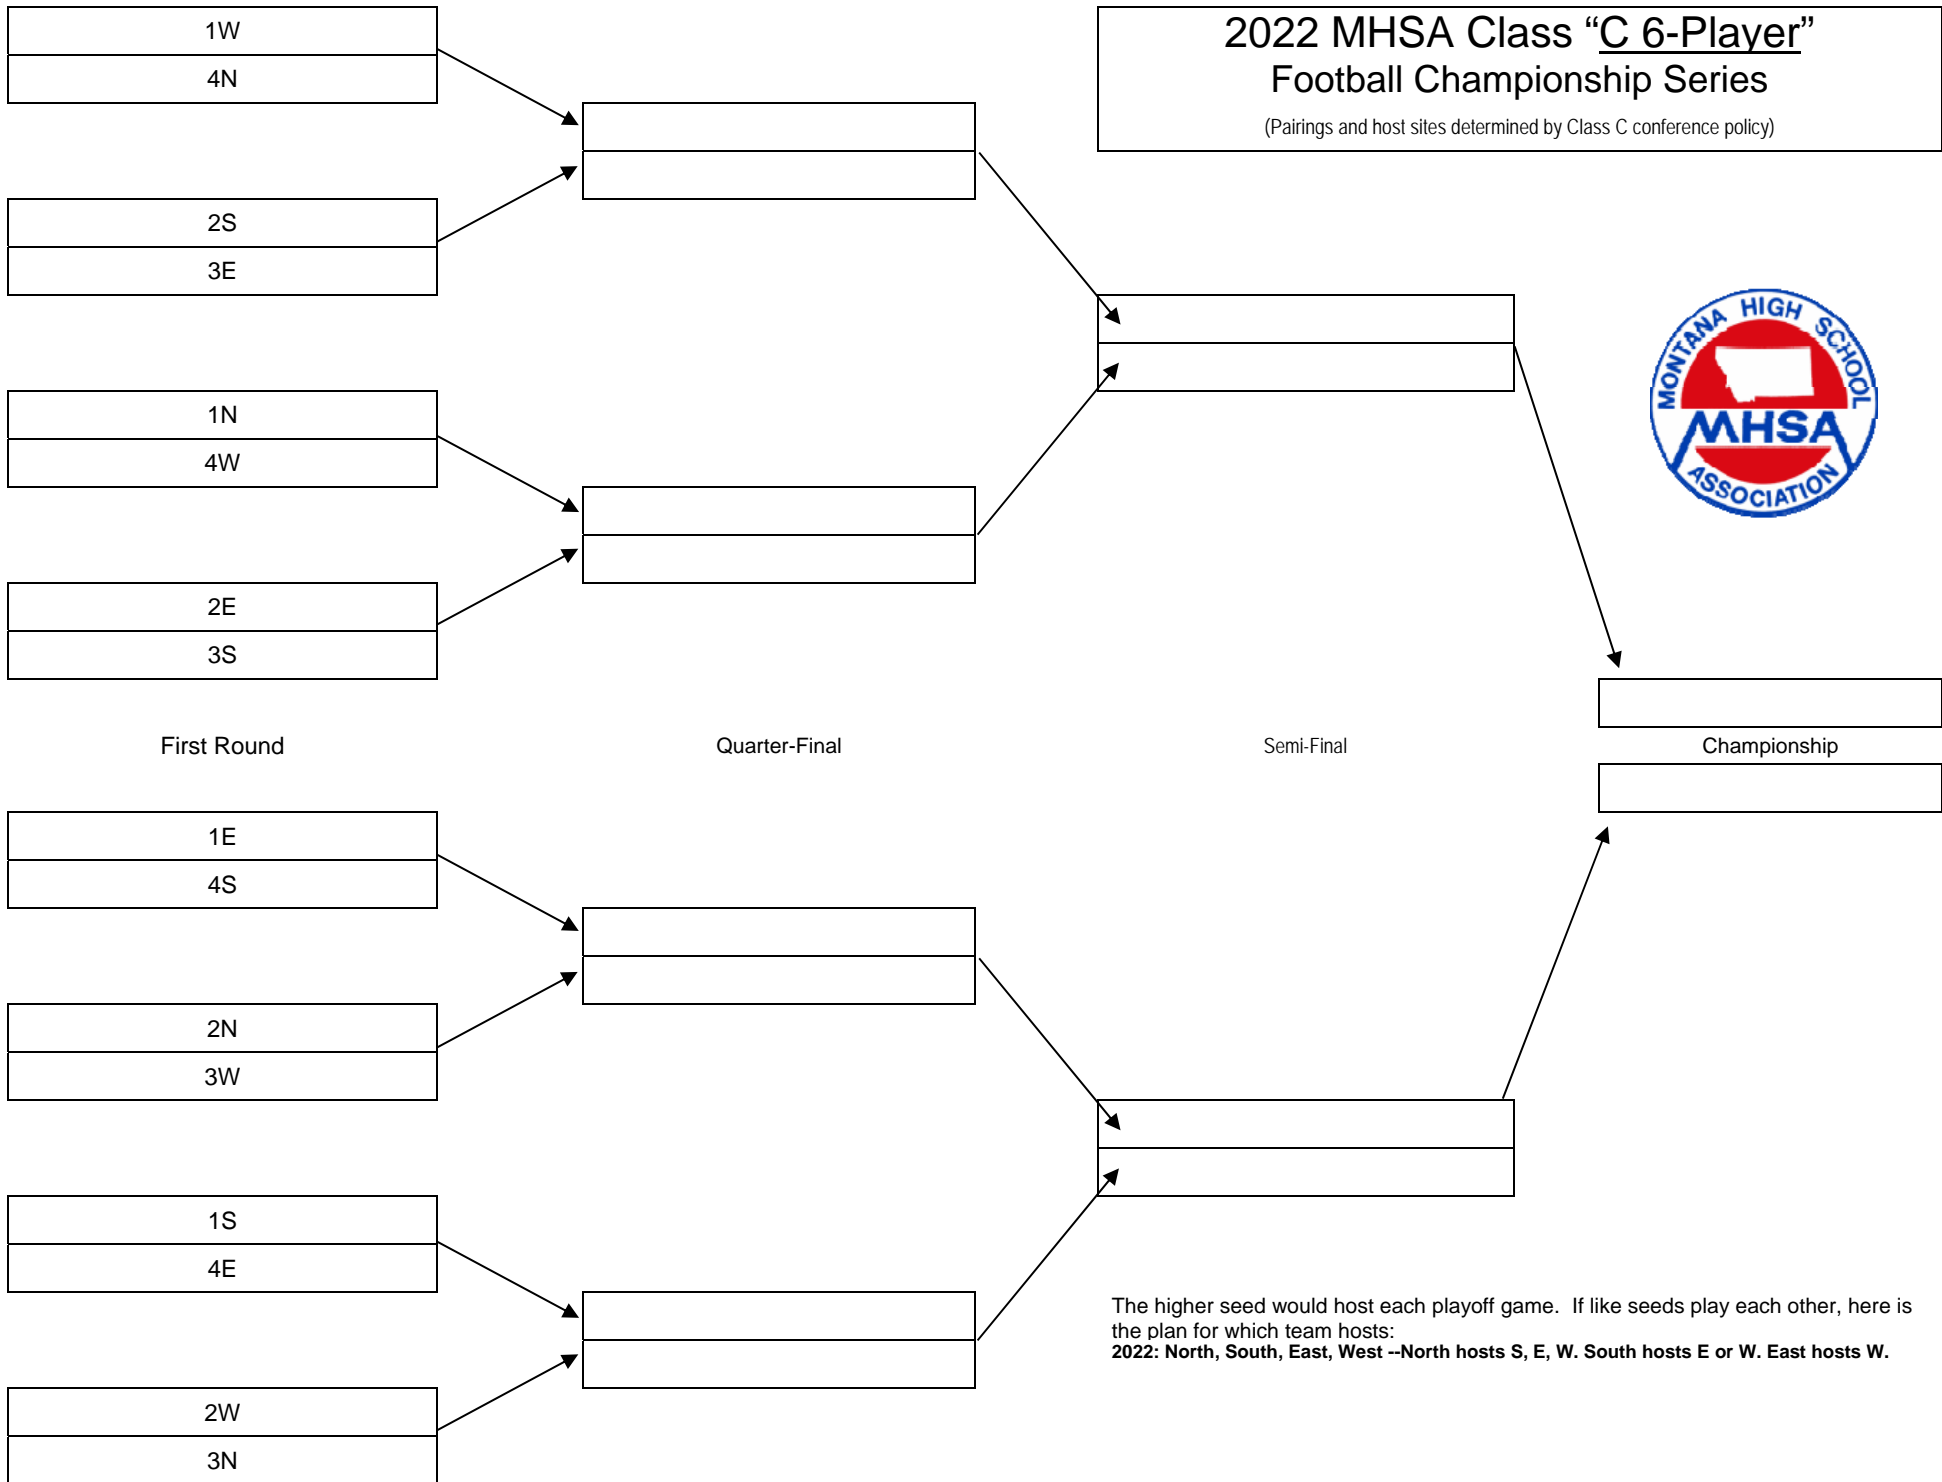 1W
4N
2S
3E
1N
4W
2E
3S
2022 MHSA Class “C 6-Player”
Football Championship Series
(Pairings and host sites determined by Class C conference policy)
MONTANA HIGH SCHOOL
MHSA
ASSOCIATION
First Round
Quarter-Final
Semi-Final
Championship
1E
4S
2N
3W
1S
4E
2W
3N
The higher seed would host each playoff game.  If like seeds play each other, here is
the plan for which team hosts:
2022: North, South, East, West --North hosts S, E, W. South hosts E or W. East hosts W.